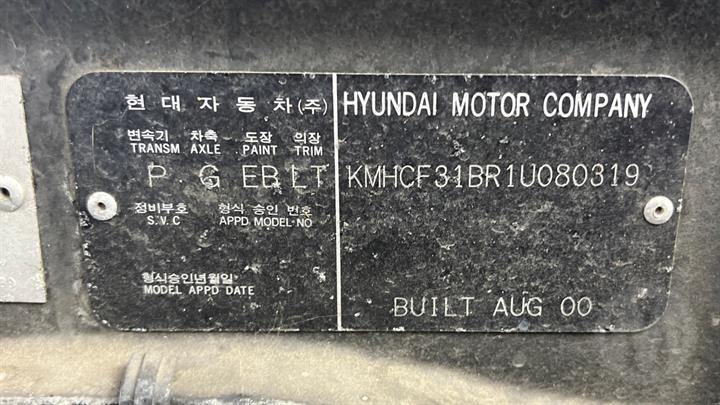 현대자동차(주)
변속기 차축 도장 의장
TRANSM AXLE PAINT TRIM
P G EB LT
정비부호 형식 승인 번호
S.V.C APPD MODEL NO
형식승인년월일
MODEL APPD DATE
HYUNDAI MOTOR COMPANY
KMHCF31BR1U080319
BUILT AUG 00